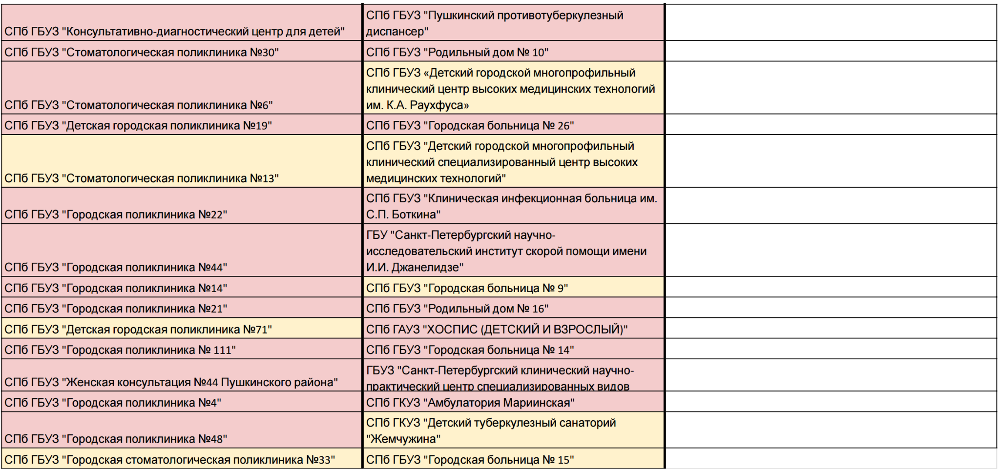 СПб ГБУЗ "Консультативно-диагностический центр для детей"
СПб ГБУЗ "Пушкинский противотуберкулезный
диспансер"
СПб ГБУЗ "Стоматологическая поликлиника №30"
СПб ГБУЗ "Родильный дом № 10"
СПб ГБУЗ "Стоматологическая поликлиника №6"
СПб ГБУЗ «Детский городской многопрофильный
клинический центр высоких медицинских технологий
им. К.А. Раухфуса»
СПб ГБУЗ "Детская городская поликлиника №19"
СПб ГБУЗ "Городская больница № 26"
СПб ГБУЗ "Стоматологическая поликлиника №13"
СПб ГБУЗ "Детский городской многопрофильный
клинический специализированный центр высоких
медицинских технологий"
СПб ГБУЗ "Городская поликлиника №22"
СПб ГБУЗ "Клиническая инфекционная больница им.
С.П. Боткина"
СПб ГБУЗ "Городская поликлиника №44"
ГБУ "Санкт-Петербургский научно-
исследовательский институт скорой помощи имени
И.И. Джанелидзе"
СПб ГБУЗ "Городская поликлиника №14"
СПб ГБУЗ "Городская больница № 9"
СПб ГБУЗ "Городская поликлиника №21"
СПб ГБУЗ "Родильный дом № 16"
СПб ГБУЗ "Детская городская поликлиника №71"
СПб ГАУЗ "ХОСПИС (ДЕТСКИЙ И ВЗРОСЛЫЙ)"
СПб ГБУЗ "Городская поликлиника № 111"
СПб ГБУЗ "Городская больница № 14"
СПб ГБУЗ "Женская консультация №44 Пушкинского района"
ГБУЗ "Санкт-Петербургский клинический научно-
практический центр специализированных видов
СПб ГБУЗ "Городская поликлиника №4"
СПб ГКУЗ "Амбулатория Мариинская"
СПб ГБУЗ "Городская поликлиника №48"
СПб ГКУЗ "Детский туберкулезный санаторий
"Жемчужина"
СПб ГБУЗ "Городская стоматологическая поликлиника №33"
СПб ГБУЗ "Городская больница № 15"